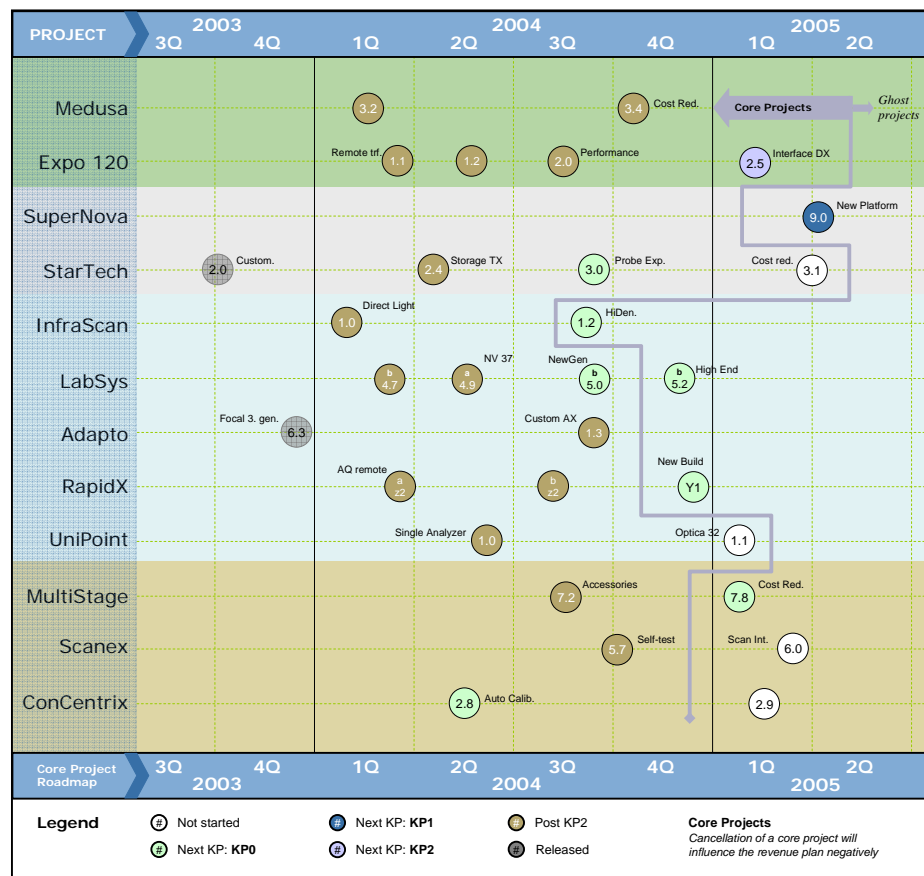 PROJECT
2003
2004
2005
3Q 4Q 1Q 2Q 3Q 4Q 1Q 2Q
Medusa
3.2
3.4
Cost Red.
Core Projects
Ghost
projects
Expo 120
Remote trf.
1.1
1.2
2.0
Performance
2.5
Interface DX
SuperNova
9.0
New Platform
StarTech
2.0
Custom.
2.4
Storage TX
3.0
Probe Exp.
Cost red.
3.1
InfraScan
1.0
Direct Light
1.2
HiDen.
LabSys
b
4.7
a
4.9
NV 37
NewGen
b
5.0
b
5.2
High End
Adapto
Focal 3. gen.
6.3
Custom AX
1.3
RapidX
AQ remote
a
z2
b
z2
New Build
Y1
UniPoint
Single Analyzer
1.0
Optica 32
1.1
MultiStage
7.2
Accessories
7.8
Cost Red.
Scanex
5.7
Self-test
Scan Int.
6.0
ConCentrix
2.8
Auto Calib.
2.9
Core Project
Roadmap
3Q 4Q 1Q 2Q 3Q 4Q 1Q 2Q
2003
2004
2005
Legend
# Not started
# Next KP: KP0
# Next KP: KP1
# Next KP: KP2
# Post KP2
# Released
Core Projects
Cancellation of a core project will
influence the revenue plan negatively